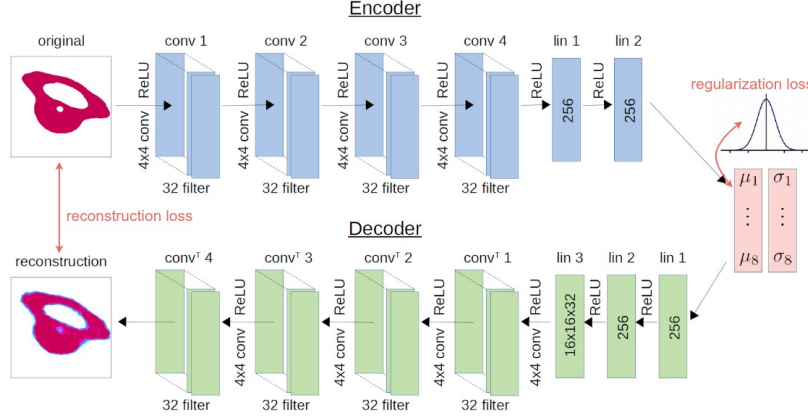 Encoder
original
conv 1
conv 2
conv 3
conv 4
lin 1
lin 2
4x4 conv
ReLU
4x4 conv
ReLU
4x4 conv
ReLU
4x4 conv
ReLU
ReLU
256
ReLU
256
32 filter
32 filter
32 filter
32 filter
regularization loss
μ1 σ1
⋮ ⋮
μ8 σ8
reconstruction loss
Decoder
reconstruction
convᵀ 4
convᵀ 3
convᵀ 2
convᵀ 1
lin 3
lin 2
lin 1
4x4 conv
ReLU
4x4 conv
ReLU
4x4 conv
ReLU
4x4 conv
ReLU
16x16x32
ReLU
256
ReLU
256
32 filter
32 filter
32 filter
32 filter